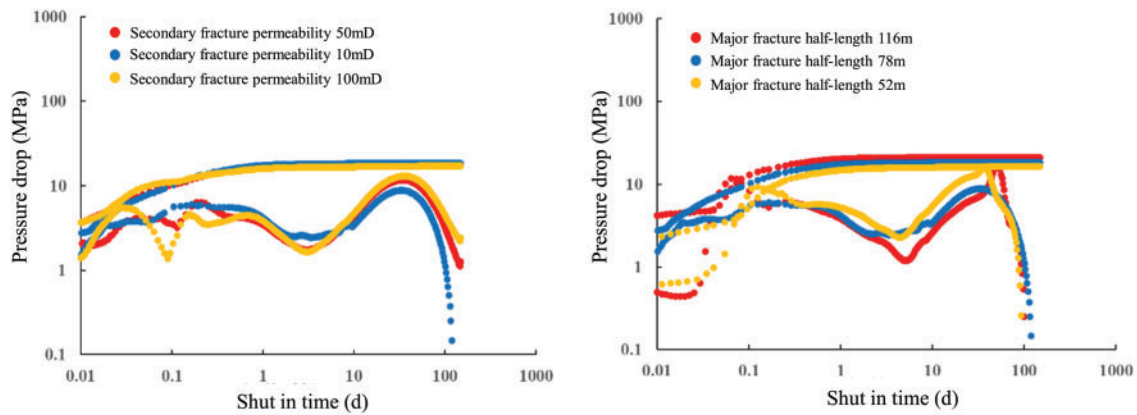 1000
100
10
1
0.1
Pressure drop (MPa)
Secondary fracture permeability 50mD
Secondary fracture permeability 10mD
Secondary fracture permeability 100mD
0.01 0.1 1 10 100 1000
Shut in time (d)
1000
100
10
1
0.1
Pressure drop (MPa)
Major fracture half-length 116m
Major fracture half-length 78m
Major fracture half-length 52m
0.01 0.1 1 10 100 1000
Shut in time (d)